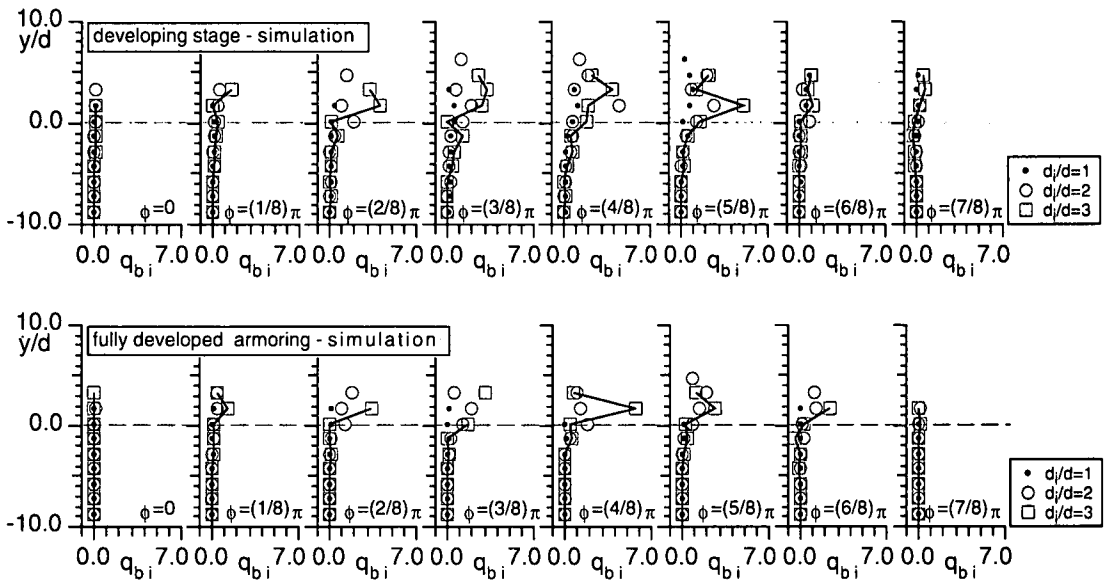 10.0
y/d
0.0
-10.0
developing stage - simulation
ϕ=0
ϕ=(1/8)π
ϕ=(2/8)π
ϕ=(3/8)π
ϕ=(4/8)π
ϕ=(5/8)π
ϕ=(6/8)π
ϕ=(7/8)π
0.0 q_bi 7.0 0.0 q_bi 7.0 0.0 q_bi 7.0 0.0 q_bi 7.0 0.0 q_bi 7.0 0.0 q_bi 7.0 0.0 q_bi 7.0 0.0 q_bi 7.0
d_i/d=1
d_i/d=2
d_i/d=3
10.0
y/d
0.0
-10.0
fully developed armoring - simulation
ϕ=0
ϕ=(1/8)π
ϕ=(2/8)π
ϕ=(3/8)π
ϕ=(4/8)π
ϕ=(5/8)π
ϕ=(6/8)π
ϕ=(7/8)π
0.0 q_bi 7.0 0.0 q_bi 7.0 0.0 q_bi 7.0 0.0 q_bi 7.0 0.0 q_bi 7.0 0.0 q_bi 7.0 0.0 q_bi 7.0 0.0 q_bi 7.0
d_i/d=1
d_i/d=2
d_i/d=3